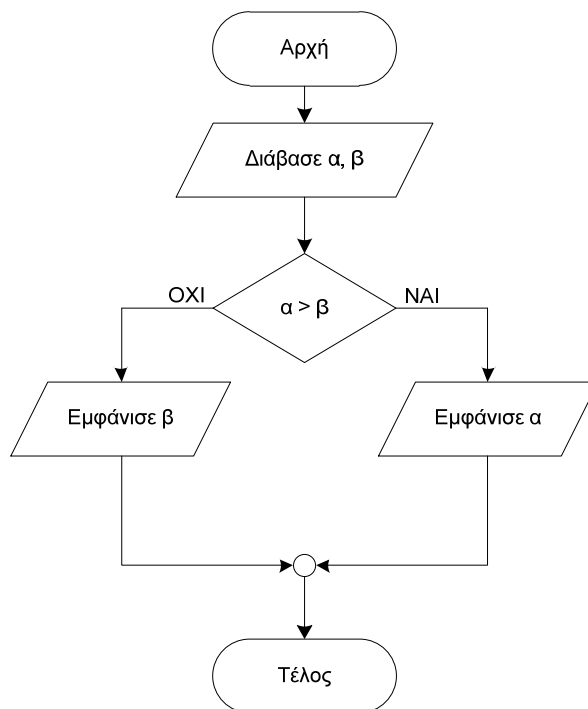 Αρχή
Διάβασε α, β
α > β
ΟΧΙ
ΝΑΙ
Εμφάνισε β
Εμφάνισε α
Τέλος